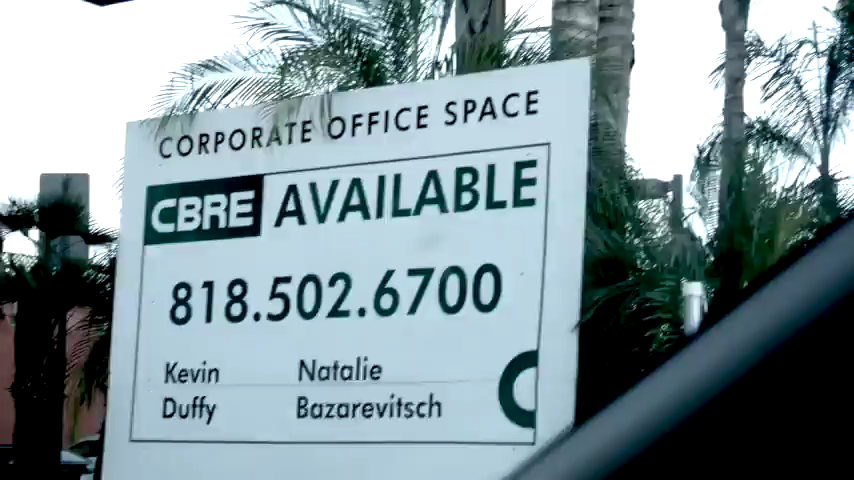 CORPORATE OFFICE SPACE
CBRE AVAILABLE
818.502.6700
Kevin Natalie
Duffy Bazarevitsch
C